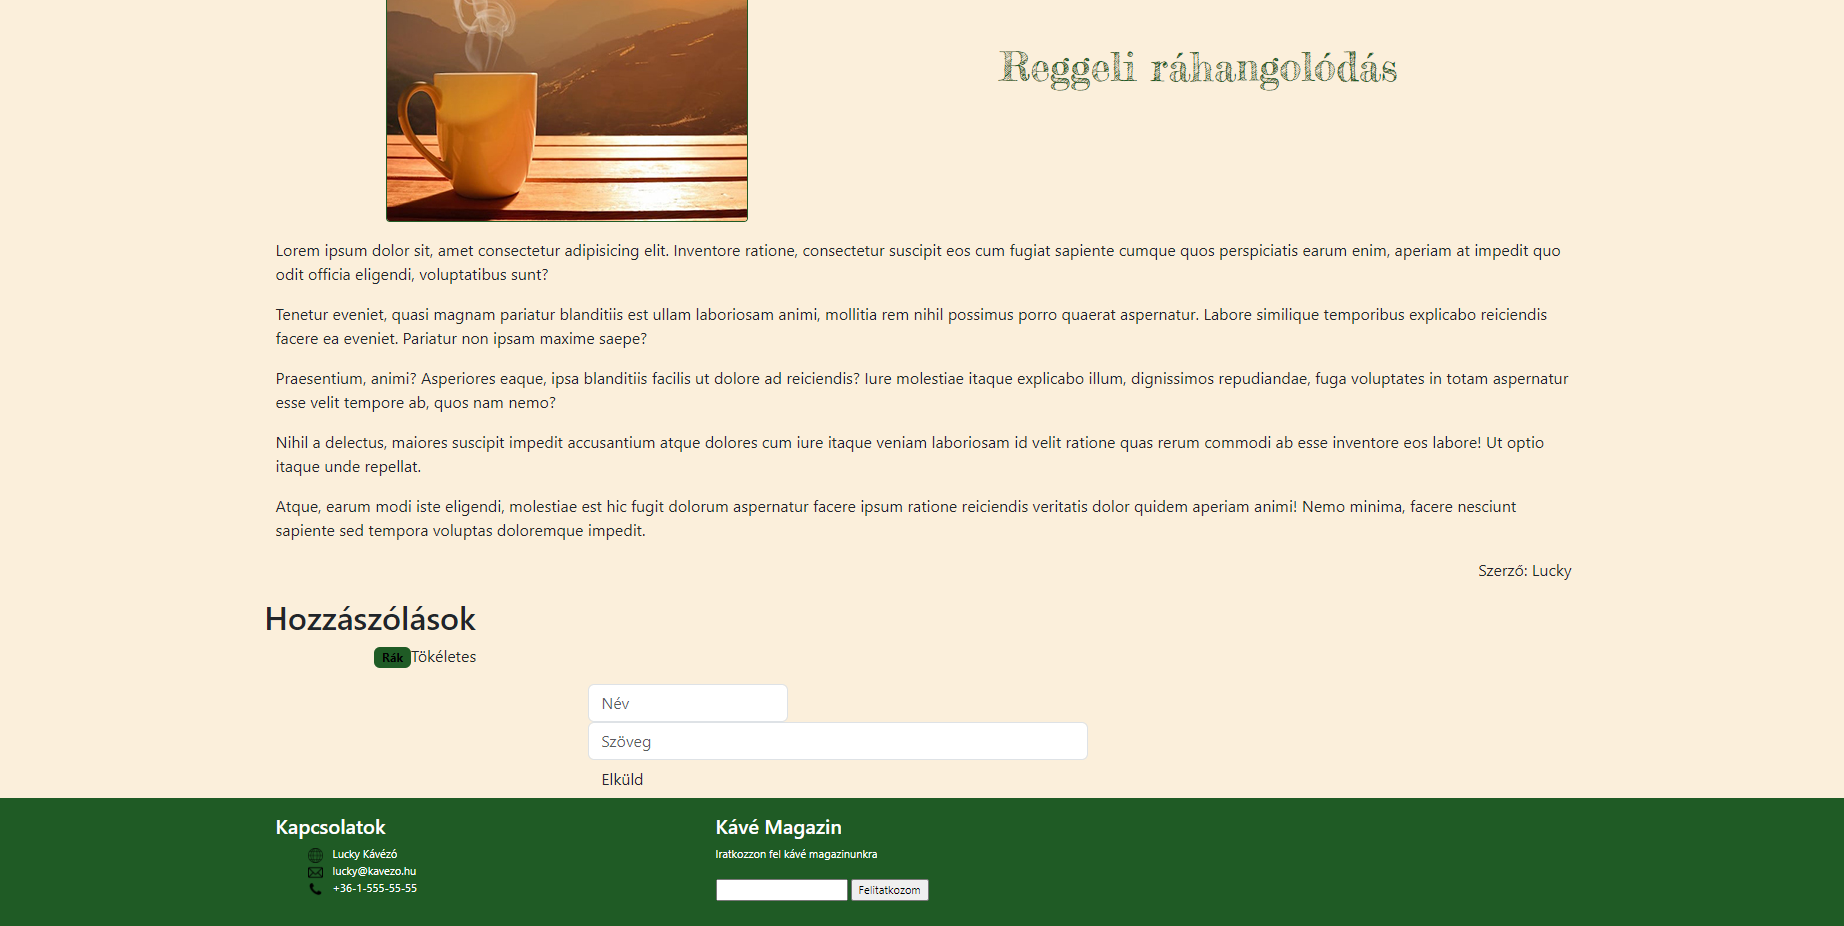 Reggeli ráhangolódás
Lorem ipsum dolor sit, amet consectetur adipisicing elit. Inventore ratione, consectetur suscipit eos cum fugiat sapiente cumque quos perspiciatis earum enim, aperiam at impedit quo
odit officia eligendi, voluptatibus sunt?
Tenetur eveniet, quasi magnam pariatur blanditiis est ullam laboriosam animi, mollitia rem nihil possimus porro quaerat aspernatur. Labore similique temporibus explicabo reiciendis
facere ea eveniet. Pariatur non ipsam maxime saepe?
Praesentium, animi? Asperiores eaque, ipsa blanditiis facilis ut dolore ad reiciendis? Iure molestiae itaque explicabo illum, dignissimos repudiandae, fuga voluptates in totam aspernatur
esse velit tempore ab, quos nam nemo?
Nihil a delectus, maiores suscipit impedit accusantium atque dolores cum iure itaque veniam laboriosam id velit ratione quas rerum commodi ab esse inventore eos labore! Ut optio
itaque unde repellat.
Atque, earum modi iste eligendi, molestiae est hic fugit dolorum aspernatur facere ipsum ratione reiciendis veritatis dolor quidem aperiam animi! Nemo minima, facere nesciunt
sapiente sed tempora voluptas doloremque impedit.
Szerző: Lucky
Hozzászólások
Rák Tökéletes
Név
Szöveg
Elküld
Kapcsolatok
Lucky Kávézó
lucky@kavezo.hu
+36-1-555-55-55
Kávé Magazin
Iratkozzon fel kávé magazinunkra
Felitatkozom